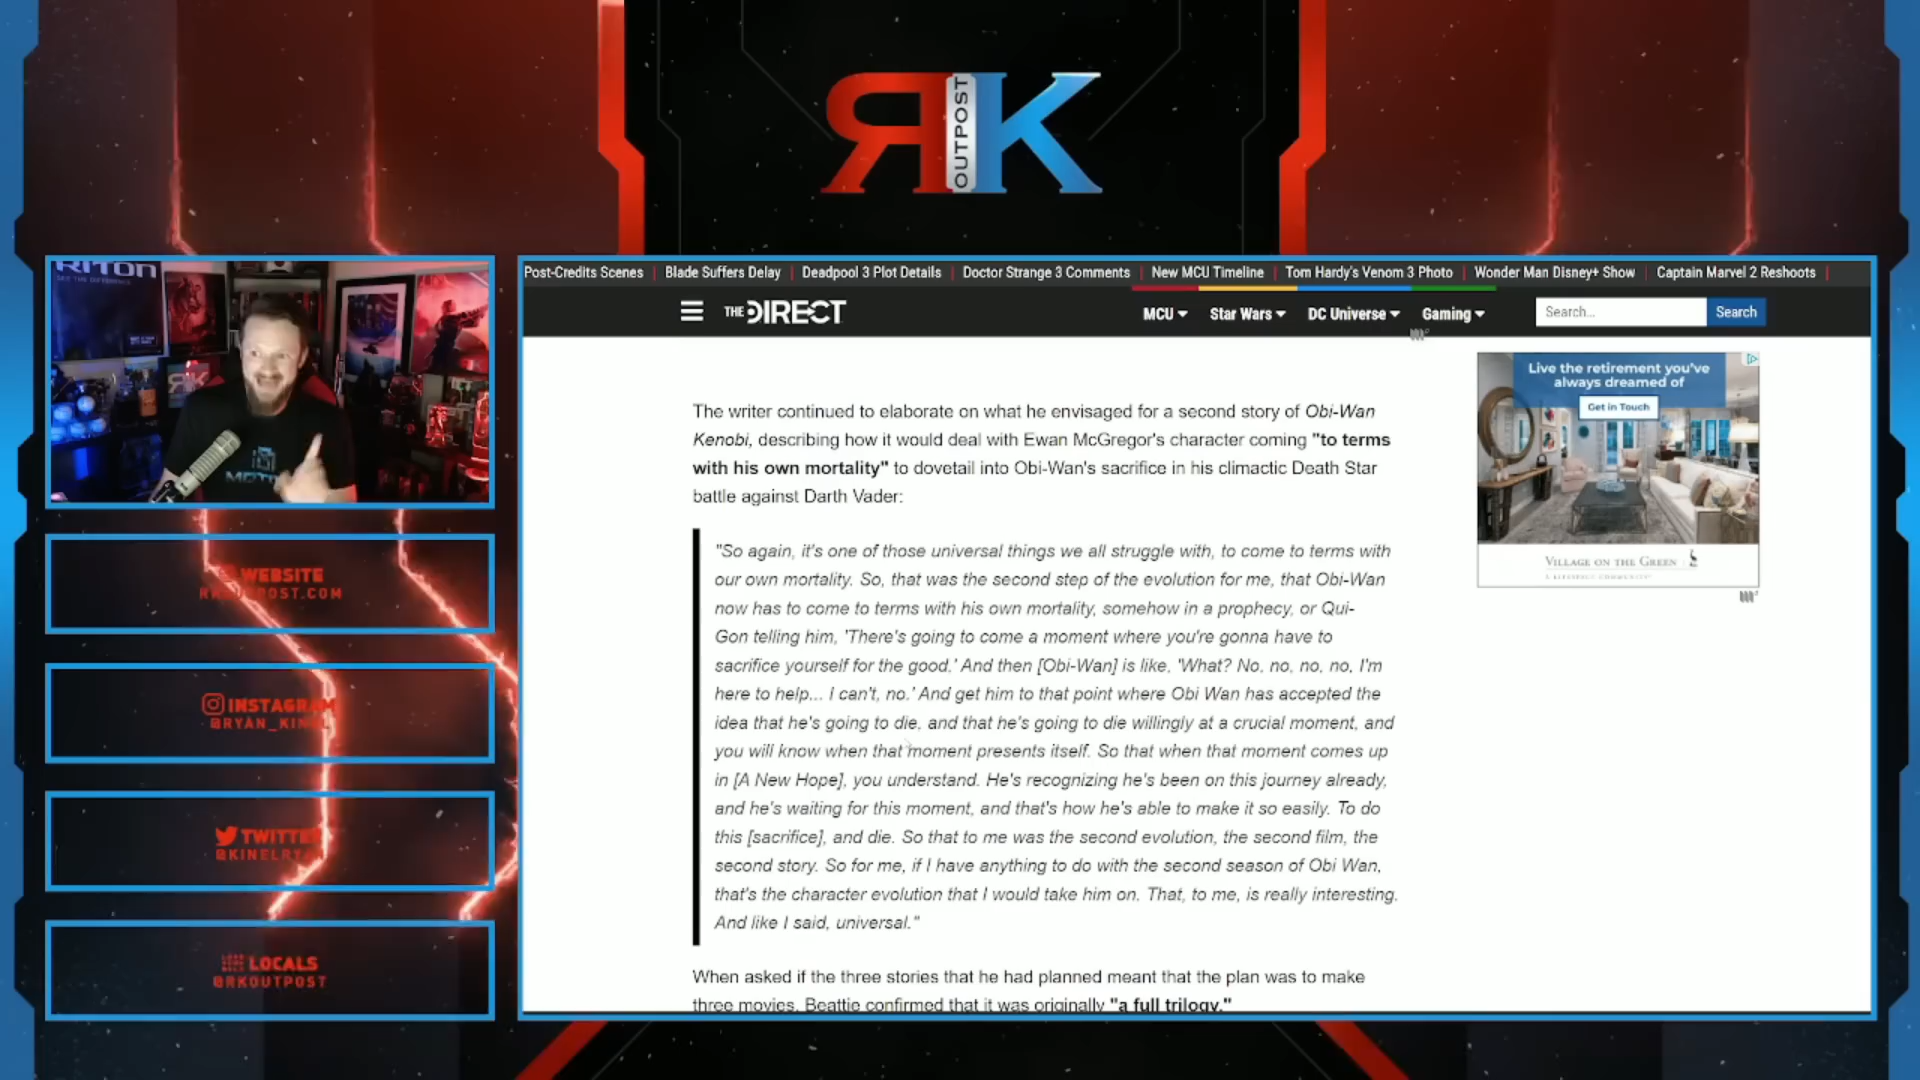 RK
OUTPOST
Post-Credits Scenes | Blade Suffers Delay | Deadpool 3 Plot Details | Doctor Strange 3 Comments | New MCU Timeline | Tom Hardy's Venom 3 Photo | Wonder Man Disney+ Show | Captain Marvel 2 Reshoots |
THE DIRECT
MCU Star Wars DC Universe Gaming
Search... Search
The writer continued to elaborate on what he envisaged for a second story of Obi-Wan
Kenobi, describing how it would deal with Ewan McGregor's character coming "to terms
with his own mortality" to dovetail into Obi-Wan's sacrifice in his climactic Death Star
battle against Darth Vader:
"So again, it's one of those universal things we all struggle with, to come to terms with
our own mortality. So, that was the second step of the evolution for me, that Obi-Wan
now has to come to terms with his own mortality, somehow in a prophecy, or Qui-
Gon telling him, 'There's going to come a moment where you're gonna have to
sacrifice yourself for the good.' And then [Obi-Wan] is like, 'What? No, no, no, no, I'm
here to help... I can't, no.' And get him to that point where Obi Wan has accepted the
idea that he's going to die, and that he's going to die willingly at a crucial moment, and
you will know when that moment presents itself. So that when that moment comes up
in [A New Hope], you understand. He's recognizing he's been on this journey already,
and he's waiting for this moment, and that's how he's able to make it so easily. To do
this [sacrifice], and die. So that to me was the second evolution, the second film, the
second story. So for me, if I have anything to do with the second season of Obi Wan,
that's the character evolution that I would take him on. That, to me, is really interesting.
And like I said, universal."
When asked if the three stories that he had planned meant that the plan was to make
three movies, Beattie confirmed that it was originally "a full trilogy."
Live the retirement you've
always dreamed of
Get in Touch
VILLAGE ON THE GREEN
WEBSITE
INSTAGRAM
TWITTER
LOCALS
@RKOUTPOST